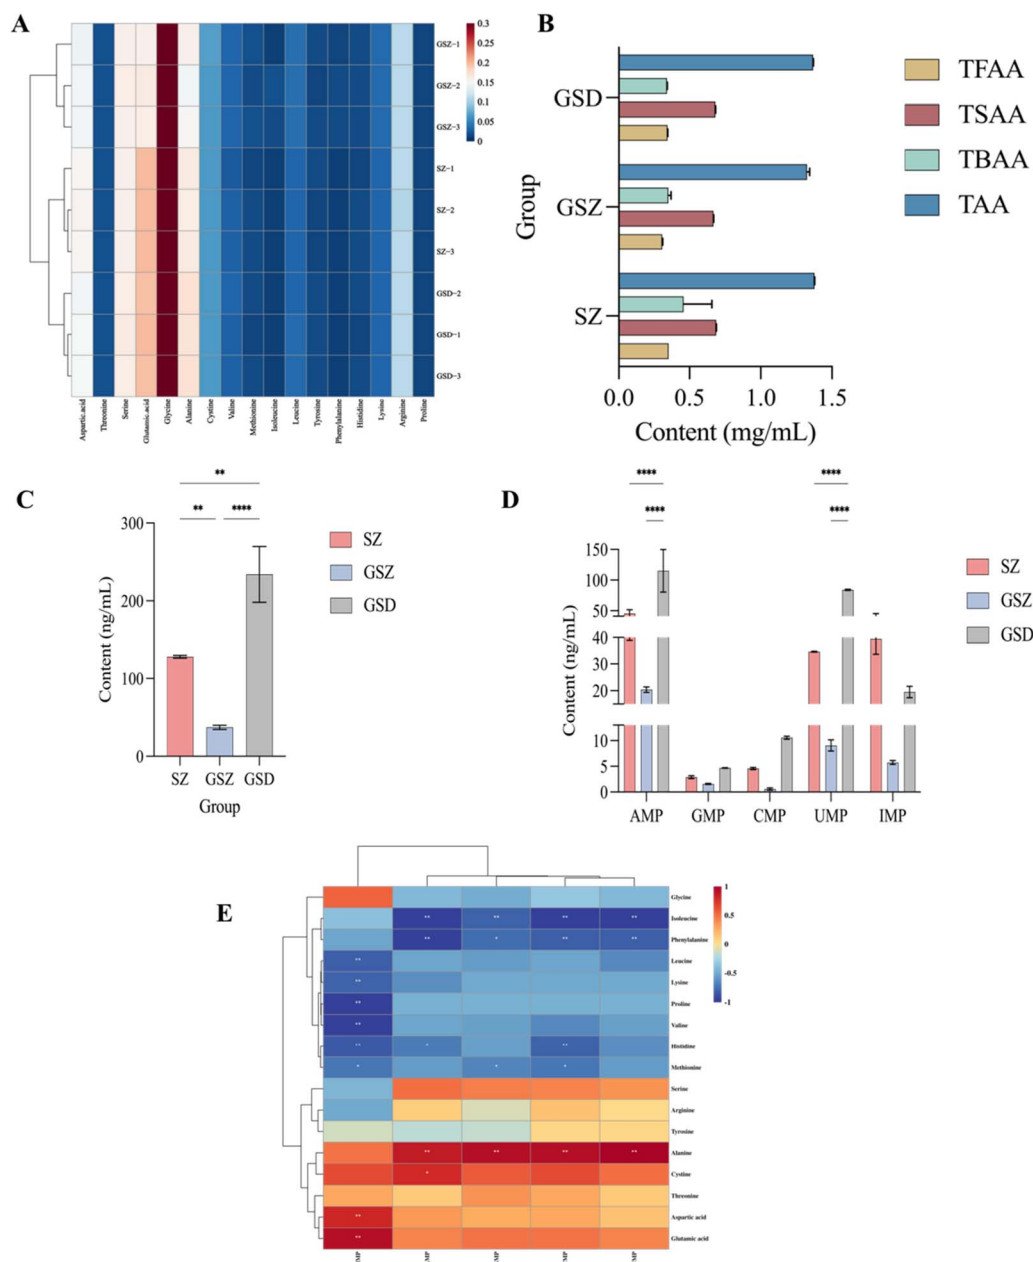 A
0.3
0.25
0.2
0.15
0.1
0.05
0
GSZ-1
GSZ-2
GSZ-3
SZ-1
SZ-2
SZ-3
GSD-2
GSD-1
GSD-3
Aspartic.acid
Threonine
Serine
Glutamic.acid
Glycine
Alanine
Cystine
Valine
Methionine
Isoleucine
Leucine
Tyrosine
Phenylalanine
Histidine
Lysine
Arginine
Proline
B
GSD
GSZ
SZ
Group
0.0 0.5 1.0 1.5
Content (mg/mL)
TFAA
TSAA
TBAA
TAA
C
**
** ****
300
200
100
0
Content (ng/mL)
SZ GSZ GSD
Group
SZ
GSZ
GSD
D
**** ****
**** ****
150
100
50
40
30
20
10
5
0
Content (ng/mL)
AMP GMP CMP UMP IMP
SZ
GSZ
GSD
E
1
0.5
0
-0.5
-1
Glycine
** ** ** ** Isoleucine
** * ** ** Phenylalanine
** Leucine
** Lysine
** Proline
** Valine
** * ** Histidine
* * * Methionine
Serine
Arginine
Tyrosine
** ** ** ** Alanine
* Cystine
Threonine
** Aspartic acid
** Glutamic acid